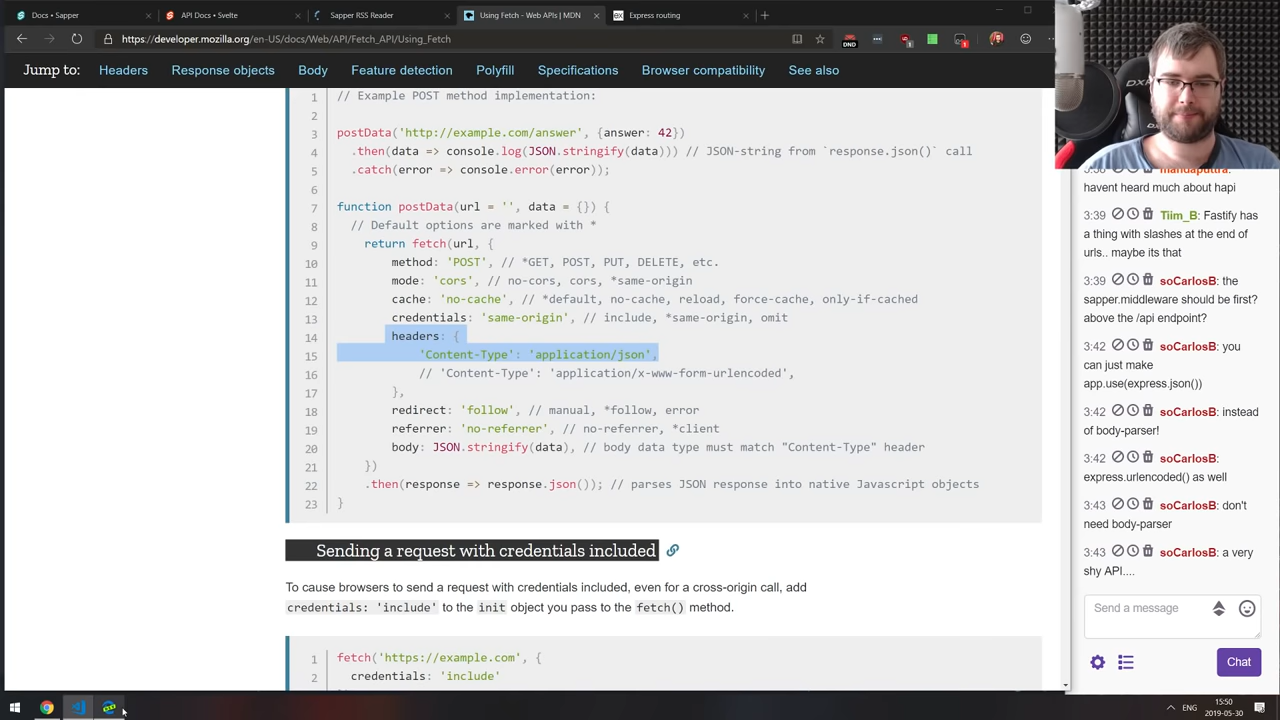 Docs • Sapper
API Docs • Svelte
Sapper RSS Reader
Using Fetch - Web APIs | MDN
Express routing
https://developer.mozilla.org/en-US/docs/Web/API/Fetch_API/Using_Fetch
DND
Jump to: Headers Response objects Body Feature detection Polyfill Specifications Browser compatibility See also
1 // Example POST method implementation:
2
3 postData('http://example.com/answer', {answer: 42})
4 .then(data => console.log(JSON.stringify(data))) // JSON-string from `response.json()` call
5 .catch(error => console.error(error));
6
7 function postData(url = '', data = {}) {
8 // Default options are marked with *
9 return fetch(url, {
10 method: 'POST', // *GET, POST, PUT, DELETE, etc.
11 mode: 'cors', // no-cors, cors, *same-origin
12 cache: 'no-cache', // *default, no-cache, reload, force-cache, only-if-cached
13 credentials: 'same-origin', // include, *same-origin, omit
14 headers: {
15 'Content-Type': 'application/json',
16 // 'Content-Type': 'application/x-www-form-urlencoded',
17 },
18 redirect: 'follow', // manual, *follow, error
19 referrer: 'no-referrer', // no-referrer, *client
20 body: JSON.stringify(data), // body data type must match "Content-Type" header
21 })
22 .then(response => response.json()); // parses JSON response into native Javascript objects
23 }
Sending a request with credentials included
To cause browsers to send a request with credentials included, even for a cross-origin call, add
credentials: 'include' to the init object you pass to the fetch() method.
1 fetch('https://example.com', {
2 credentials: 'include'
havent heard much about hapi
3:39 Tiim_B: Fastify has
a thing with slashes at the end of
urls.. maybe its that
3:39 soCarlosB: the
sapper.middleware should be first?
above the /api endpoint?
3:42 soCarlosB: you
can just make
app.use(express.json())
3:42 soCarlosB: instead
of body-parser!
3:42 soCarlosB:
express.urlencoded() as well
3:43 soCarlosB: don't
need body-parser
3:43 soCarlosB: a very
shy API....
Send a message
Chat
ENG
15:50
2019-05-30